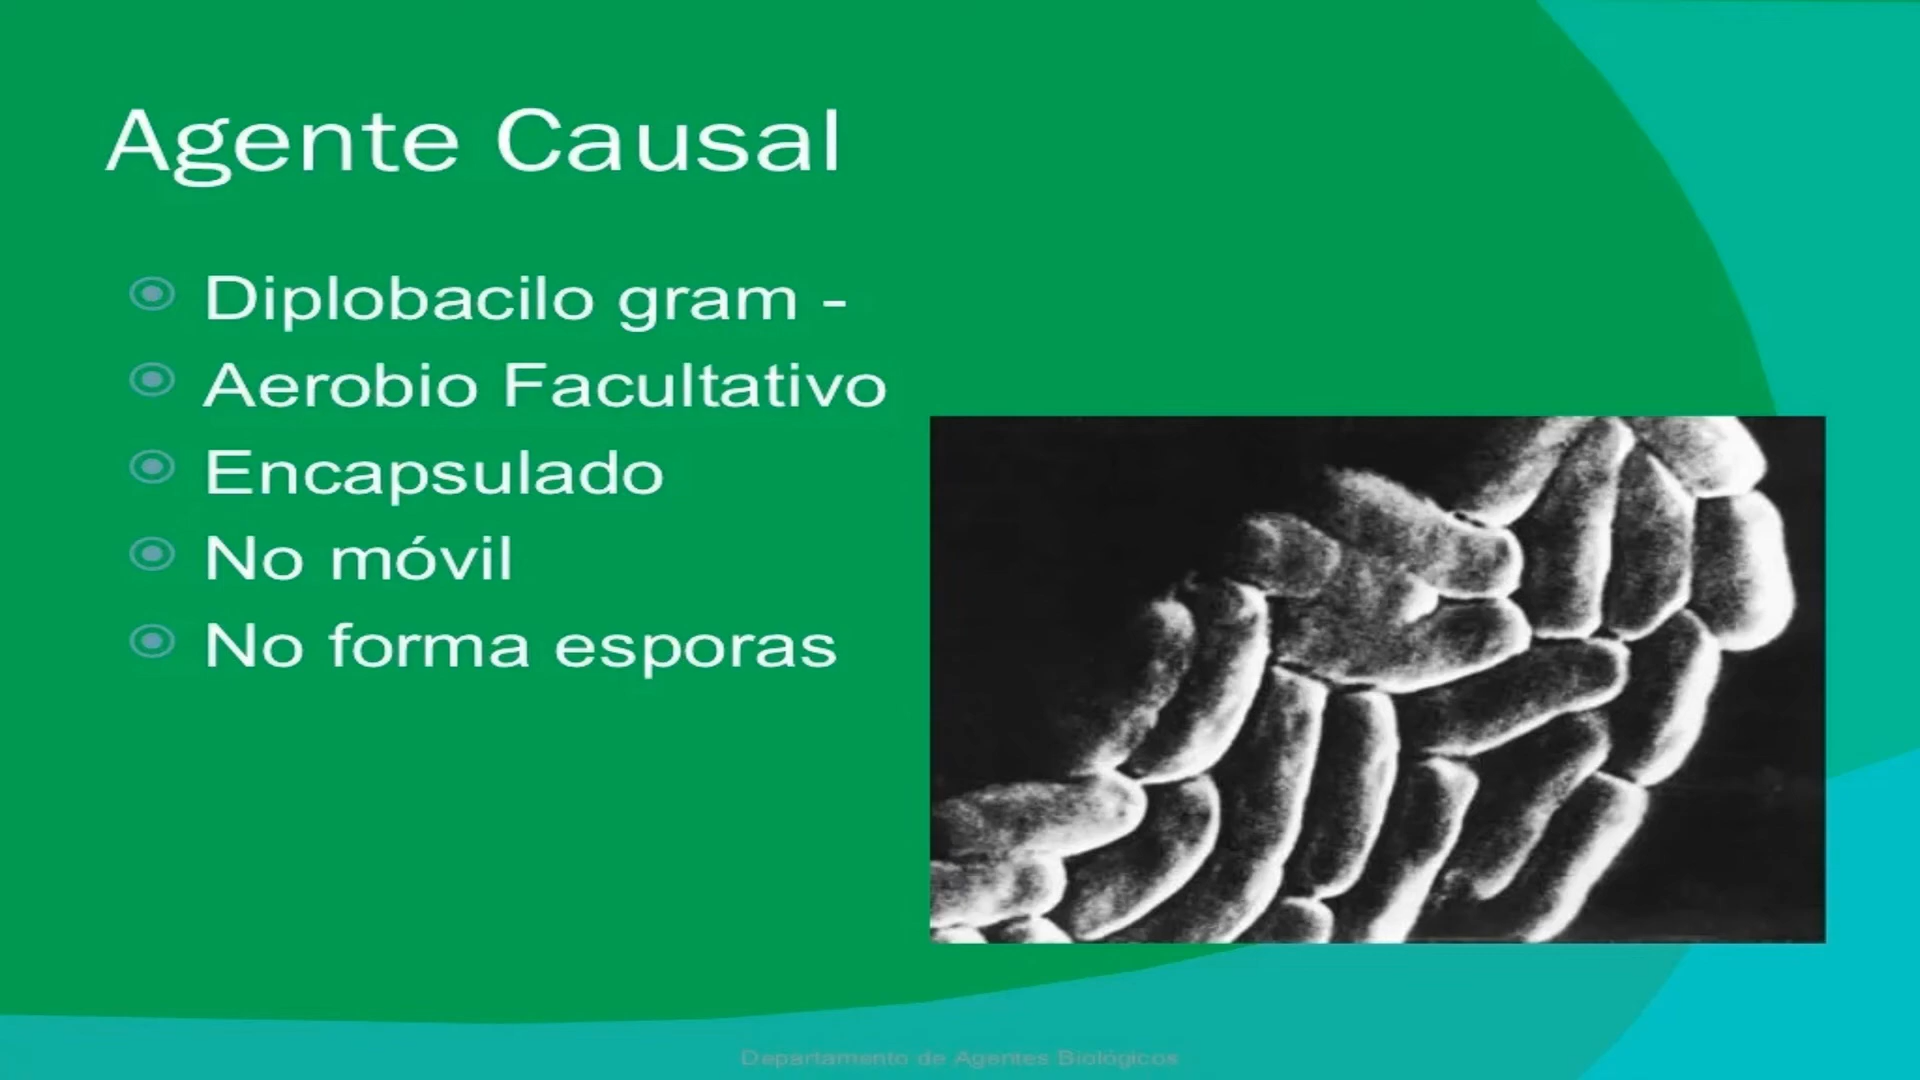 Agente Causal
Diplobacilo gram -
Aerobio Facultativo
Encapsulado
No móvil
No forma esporas
Departamento de Agentes Biológicos